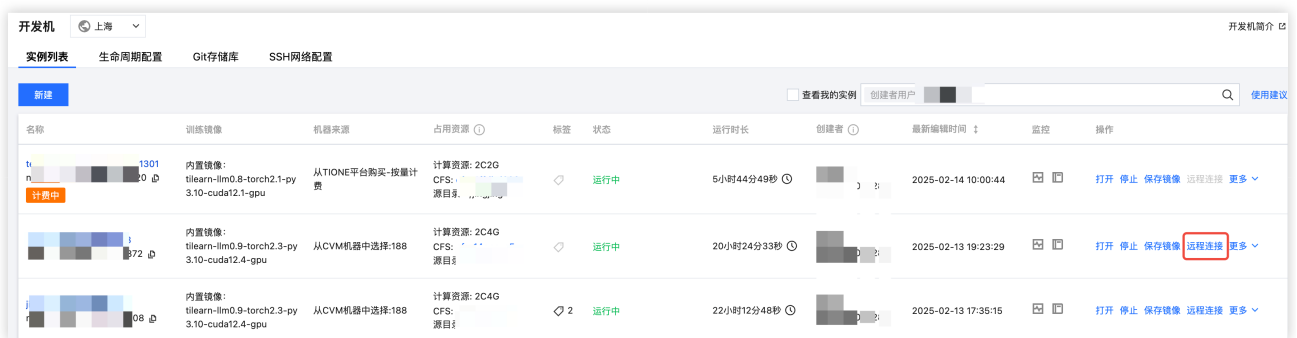 开发机 上海 开发机简介
实例列表 生命周期配置 Git存储库 SSH网络配置
新建 查看我的实例 创建者用户 使用建议
名称 训练镜像 机器来源 占用资源 标签 状态 运行时长 创建者 最新编辑时间 监控 操作
1301
20
计费中
内置镜像:
tilearn-llm0.8-torch2.1-py
3.10-cuda12.1-gpu
从TIONE平台购买-按量计
费
计算资源: 2C2G
CFS:
源目录
运行中
5小时44分49秒
2025-02-14 10:00:44
打开 停止 保存镜像 远程连接 更多
372
内置镜像:
tilearn-llm0.9-torch2.3-py
3.10-cuda12.4-gpu
从CVM机器中选择:188
计算资源: 2C4G
CFS:
源目录
运行中
20小时24分33秒
2025-02-13 19:23:29
打开 停止 保存镜像 远程连接 更多
08
内置镜像:
tilearn-llm0.9-torch2.3-py
3.10-cuda12.4-gpu
从CVM机器中选择:188
计算资源: 2C4G
CFS:
源目录
2
运行中
22小时12分48秒
2025-02-13 17:35:15
打开 停止 保存镜像 远程连接 更多